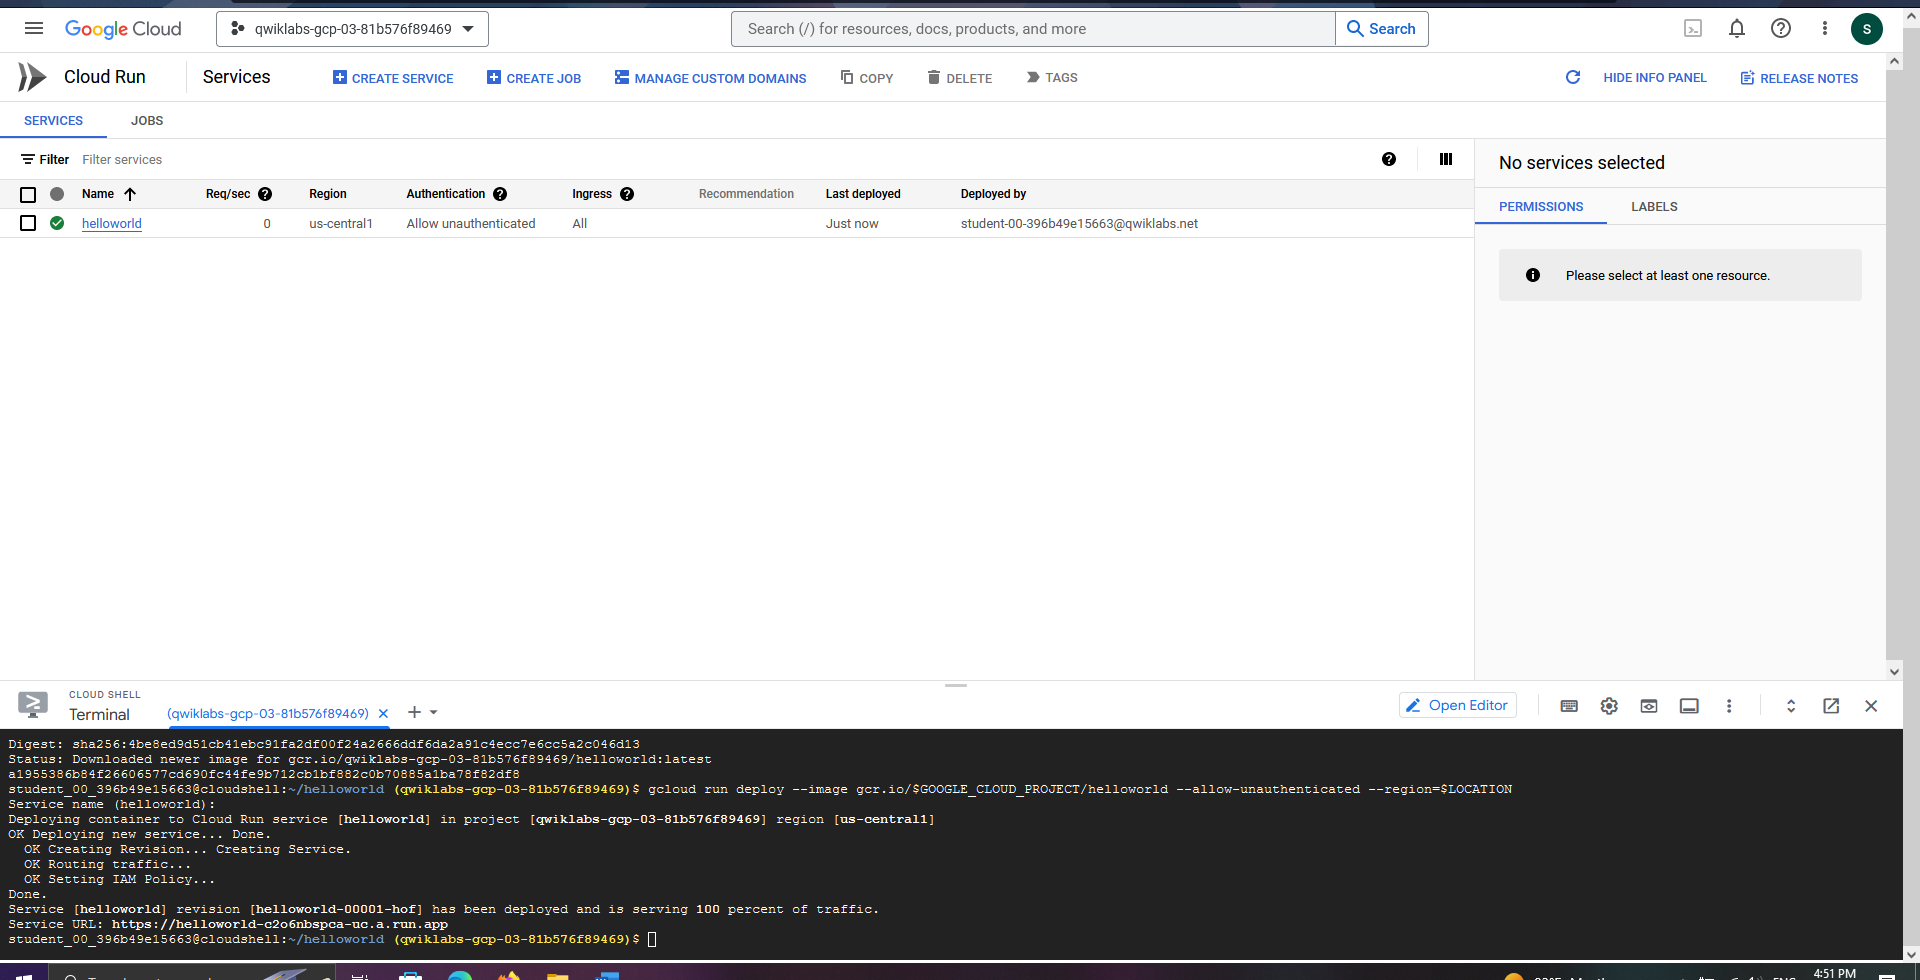 Google Cloud
qwiklabs-gcp-03-81b576f89469
Search (/) for resources, docs, products, and more
Search
S
Cloud Run
Services
CREATE SERVICE
CREATE JOB
MANAGE CUSTOM DOMAINS
COPY
DELETE
TAGS
HIDE INFO PANEL
RELEASE NOTES
SERVICES
JOBS
Filter Filter services
Name Req/sec Region Authentication Ingress Recommendation Last deployed Deployed by
helloworld 0 us-central1 Allow unauthenticated All Just now student-00-396b49e15663@qwiklabs.net
No services selected
PERMISSIONS
LABELS
Please select at least one resource.
CLOUD SHELL
Terminal
(qwiklabs-gcp-03-81b576f89469)
Open Editor
Digest: sha256:4be8ed9d51cb41ebc91fa2df00f24a2666ddf6da2a91c4ecc7e6cc5a2c046d13
Status: Downloaded newer image for gcr.io/qwiklabs-gcp-03-81b576f89469/helloworld:latest
a1955386b84f26606577cd690fc44fe9b712cb1bf882c0b70885a1ba78f82df8
student_00_396b49e15663@cloudshell:~/helloworld (qwiklabs-gcp-03-81b576f89469)$ gcloud run deploy --image gcr.io/$GOOGLE_CLOUD_PROJECT/helloworld --allow-unauthenticated --region=$LOCATION
Service name (helloworld):
Deploying container to Cloud Run service [helloworld] in project [qwiklabs-gcp-03-81b576f89469] region [us-central1]
OK Deploying new service... Done.
OK Creating Revision... Creating Service.
OK Routing traffic...
OK Setting IAM Policy...
Done.
Service [helloworld] revision [helloworld-00001-hof] has been deployed and is serving 100 percent of traffic.
Service URL: https://helloworld-c2o6nbspca-uc.a.run.app
student_00_396b49e15663@cloudshell:~/helloworld (qwiklabs-gcp-03-81b576f89469)$
4:51 PM